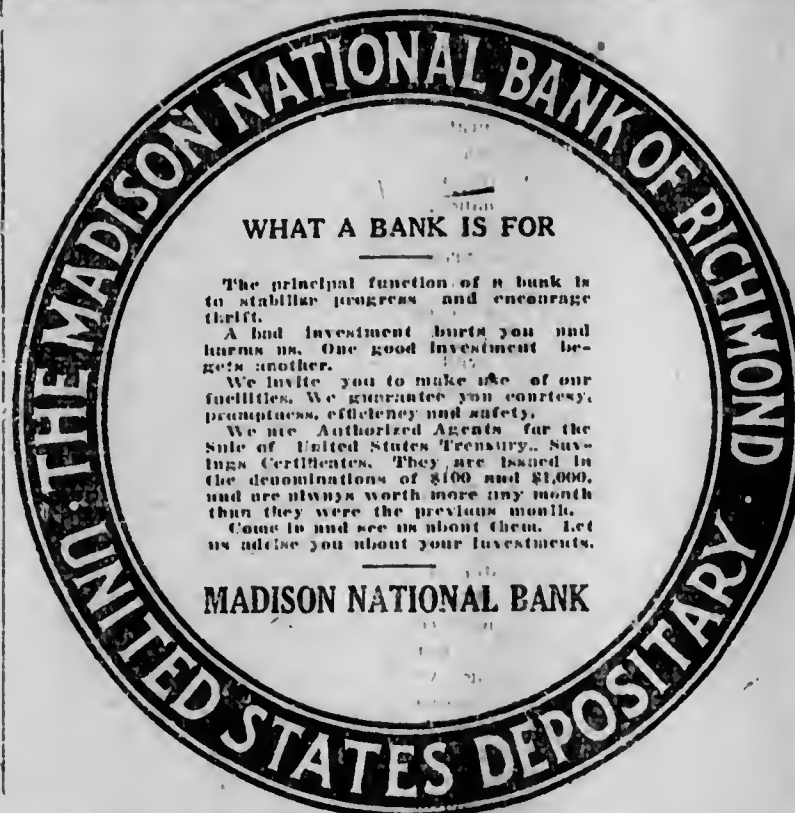 THE MADISON NATIONAL BANK OF RICHMOND
WHAT A BANK IS FOR
The principal function of a bank is
to stabilize progress and encourage
thrift.
A bad investment hurts you and
harms us. One good investment be-
gets another.
We invite you to make use of our
facilities. We guarantee you courtesy,
promptness, efficiency and safety.
We are Authorized Agents for the
Sale of United States Treasury Sav-
ings Certificates. They are issued in
the denominations of $100 and $1,000,
and are always worth more any month
than they were the previous month.
Come in and see us about them. Let
us advise you about your investments.
MADISON NATIONAL BANK
UNITED STATES DEPOSITARY